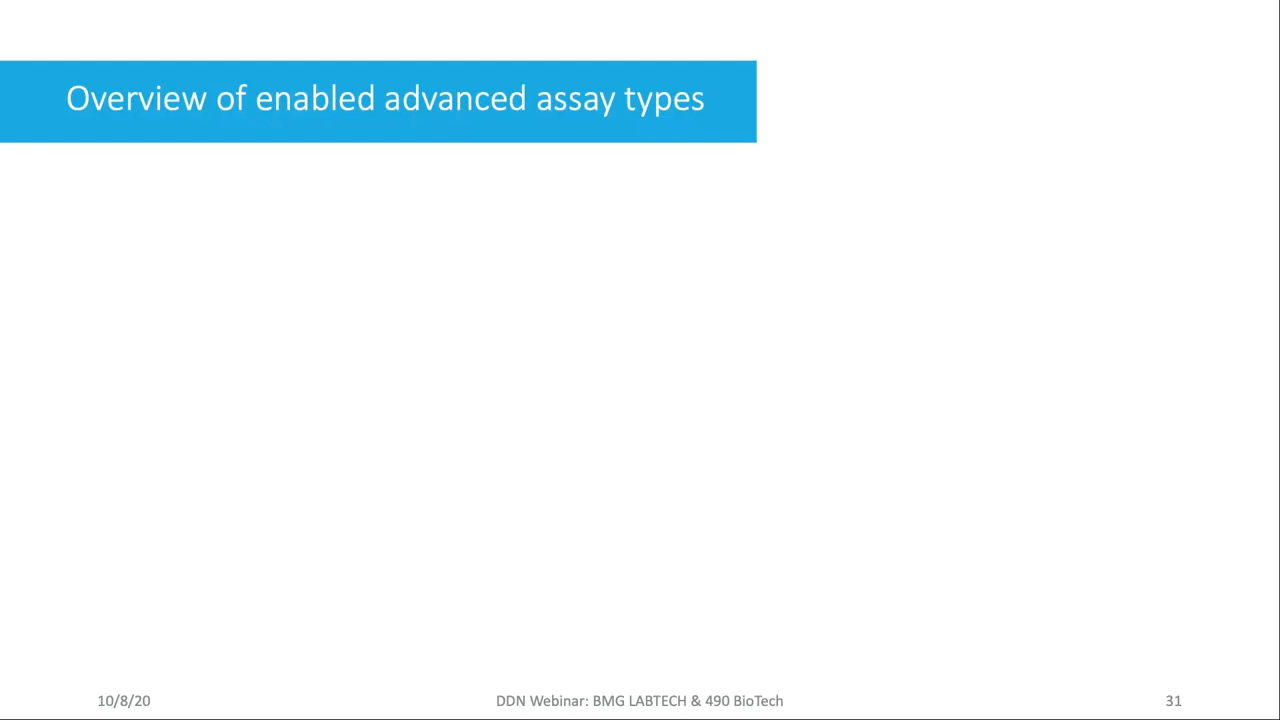 Overview of enabled advanced assay types
10/8/20
DDN Webinar: BMG LABTECH & 490 BioTech
31